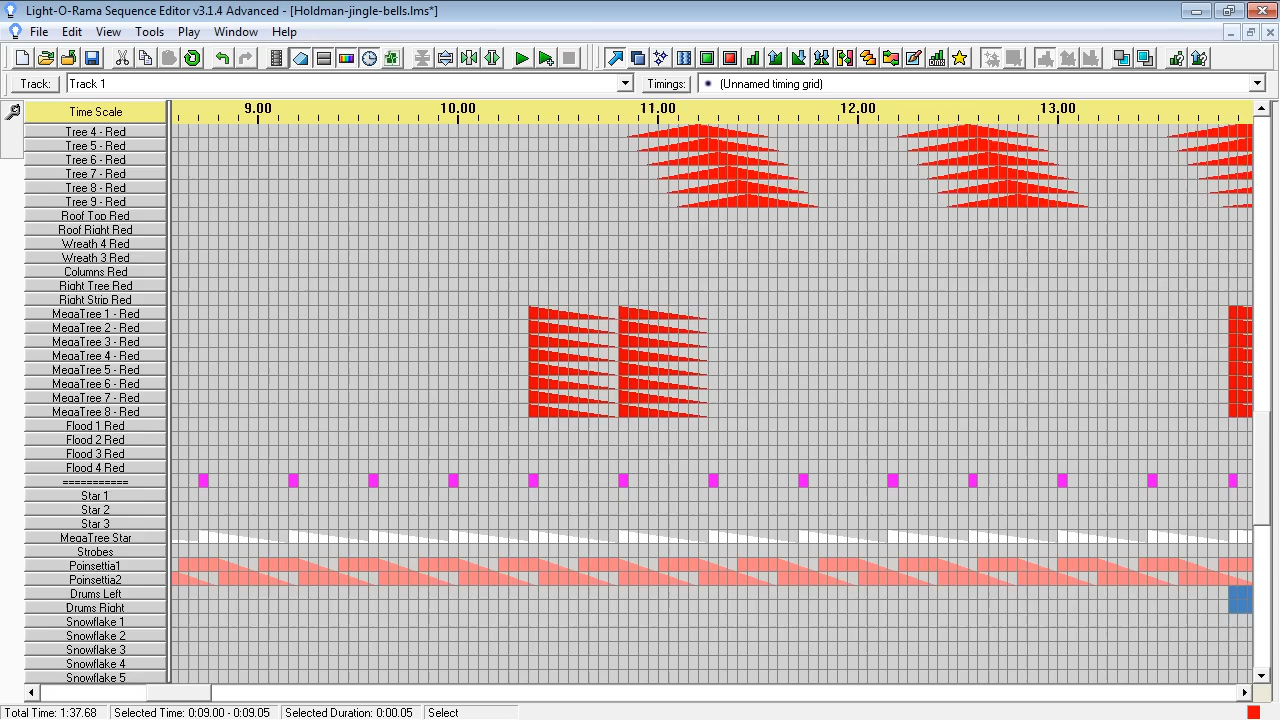 Light-O-Rama Sequence Editor v3.1.4 Advanced - [Holdman-jingle-bells.lms*]
File Edit View Tools Play Window Help
Track: Track 1 Timings: (Unnamed timing grid)
Time Scale 9.00 10.00 11.00 12.00 13.00
Tree 4 - Red
Tree 5 - Red
Tree 6 - Red
Tree 7 - Red
Tree 8 - Red
Tree 9 - Red
Roof Top Red
Roof Right Red
Wreath 4 Red
Wreath 3 Red
Columns Red
Right Tree Red
Right Strip Red
MegaTree 1 - Red
MegaTree 2 - Red
MegaTree 3 - Red
MegaTree 4 - Red
MegaTree 5 - Red
MegaTree 6 - Red
MegaTree 7 - Red
MegaTree 8 - Red
Flood 1 Red
Flood 2 Red
Flood 3 Red
Flood 4 Red
===========
Star 1
Star 2
Star 3
MegaTree Star
Strobes
Poinsettia1
Poinsettia2
Drums Left
Drums Right
Snowflake 1
Snowflake 2
Snowflake 3
Snowflake 4
Snowflake 5
Total Time: 1:37.68 Selected Time: 0:09.00 - 0:09.05 Selected Duration: 0:00.05 Select